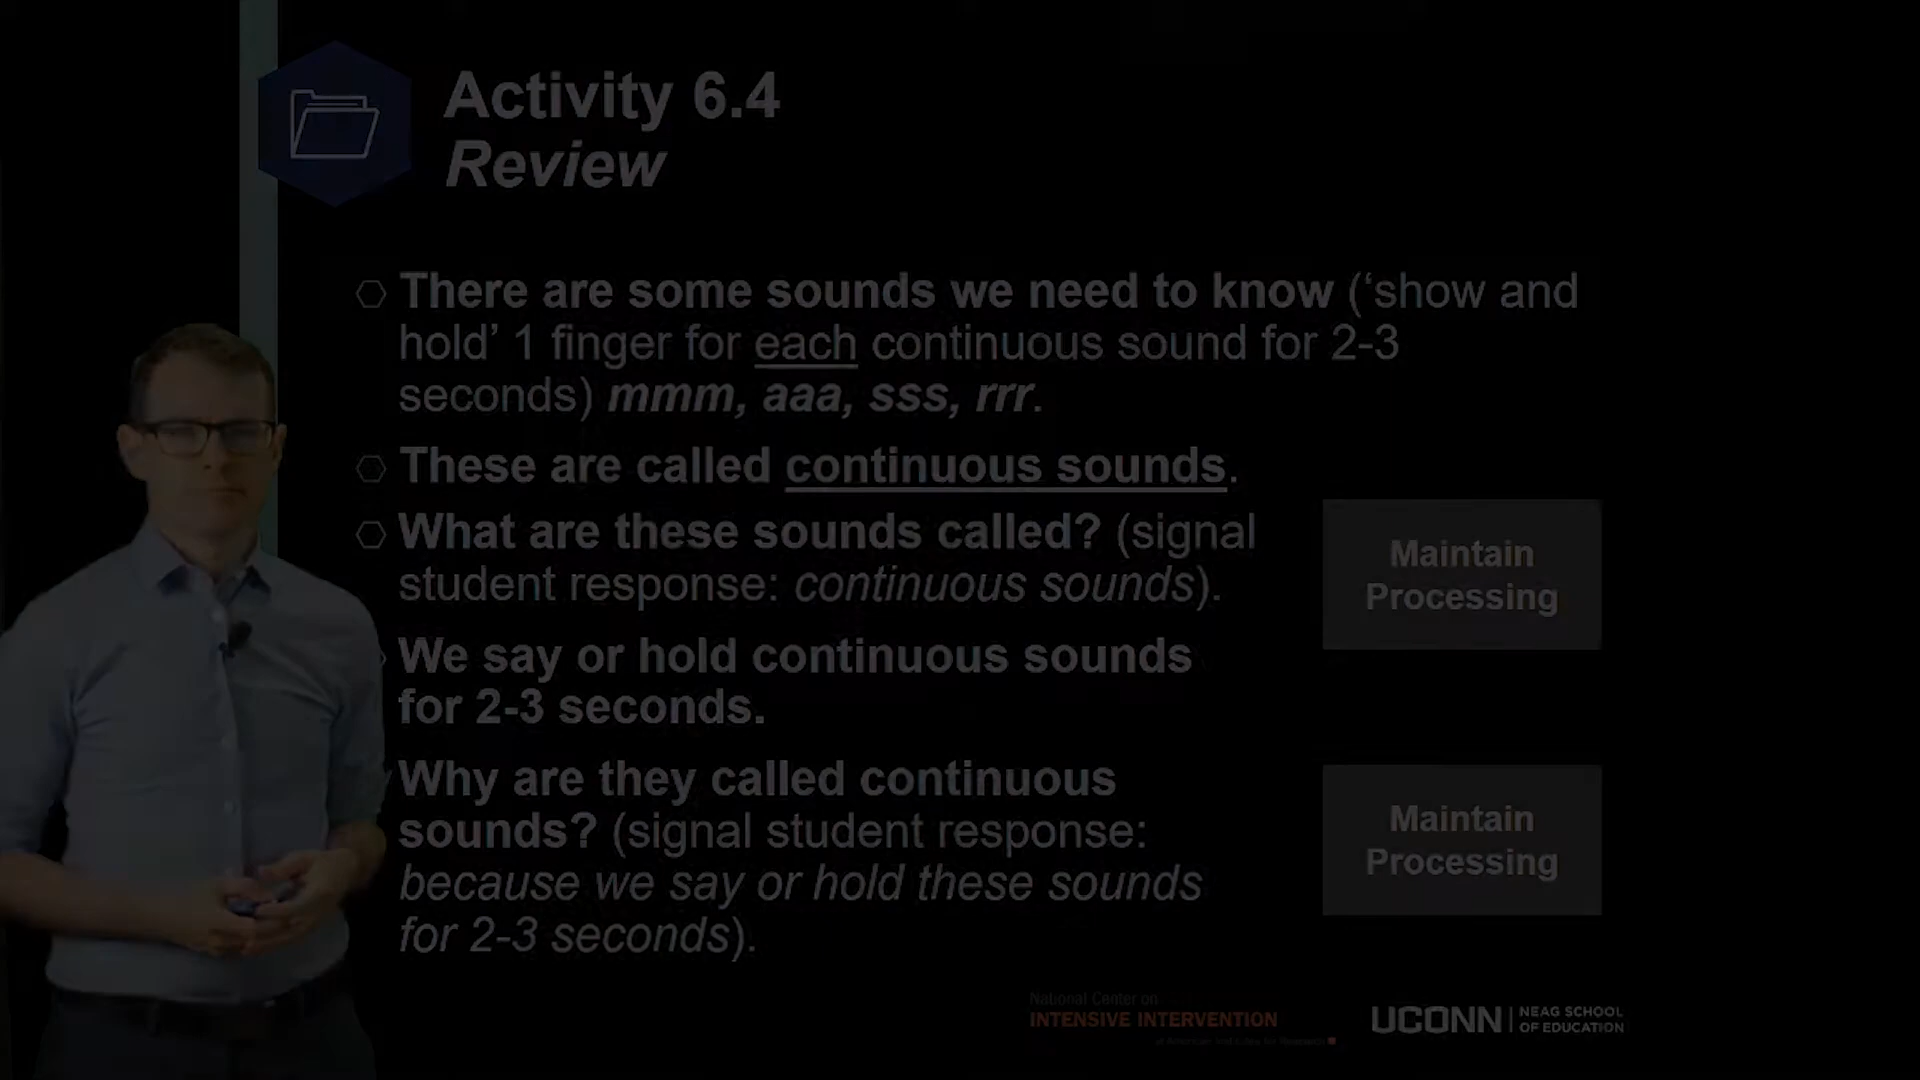 Activity 6.4
Review
There are some sounds we need to know (‘show and
hold’ 1 finger for each continuous sound for 2-3
seconds) mmm, aaa, sss, rrr.
These are called continuous sounds.
What are these sounds called? (signal
student response: continuous sounds).
We say or hold continuous sounds
for 2-3 seconds.
Why are they called continuous
sounds? (signal student response:
because we say or hold these sounds
for 2-3 seconds).
Maintain
Processing
Maintain
Processing
National Center on
INTENSIVE INTERVENTION
UCONN
NEAG SCHOOL
OF EDUCATION